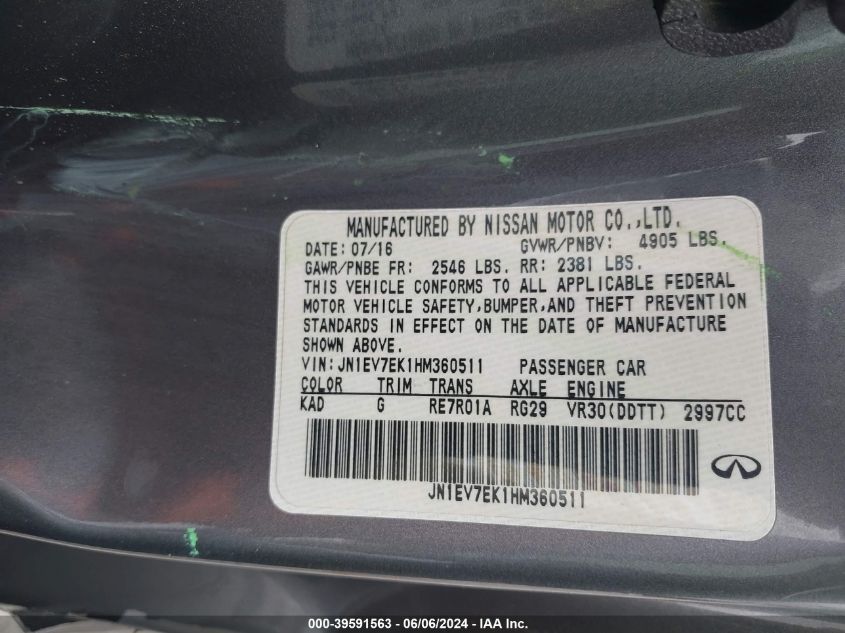 MANUFACTURED BY NISSAN MOTOR CO.,LTD.
DATE: 07/16 GVWR/PNBV: 4905 LBS.
GAWR/PNBE FR: 2546 LBS. RR: 2381 LBS.
THIS VEHICLE CONFORMS TO ALL APPLICABLE FEDERAL
MOTOR VEHICLE SAFETY,BUMPER,AND THEFT PREVENTION
STANDARDS IN EFFECT ON THE DATE OF MANUFACTURE
SHOWN ABOVE.
VIN:JN1EV7EK1HM360511 PASSENGER CAR
COLOR TRIM TRANS AXLE ENGINE
KAD G RE7R01A RG29 VR30(DDTT) 2997CC
JN1EV7EK1HM360511
000-39591563 - 06/06/2024 - IAA Inc.